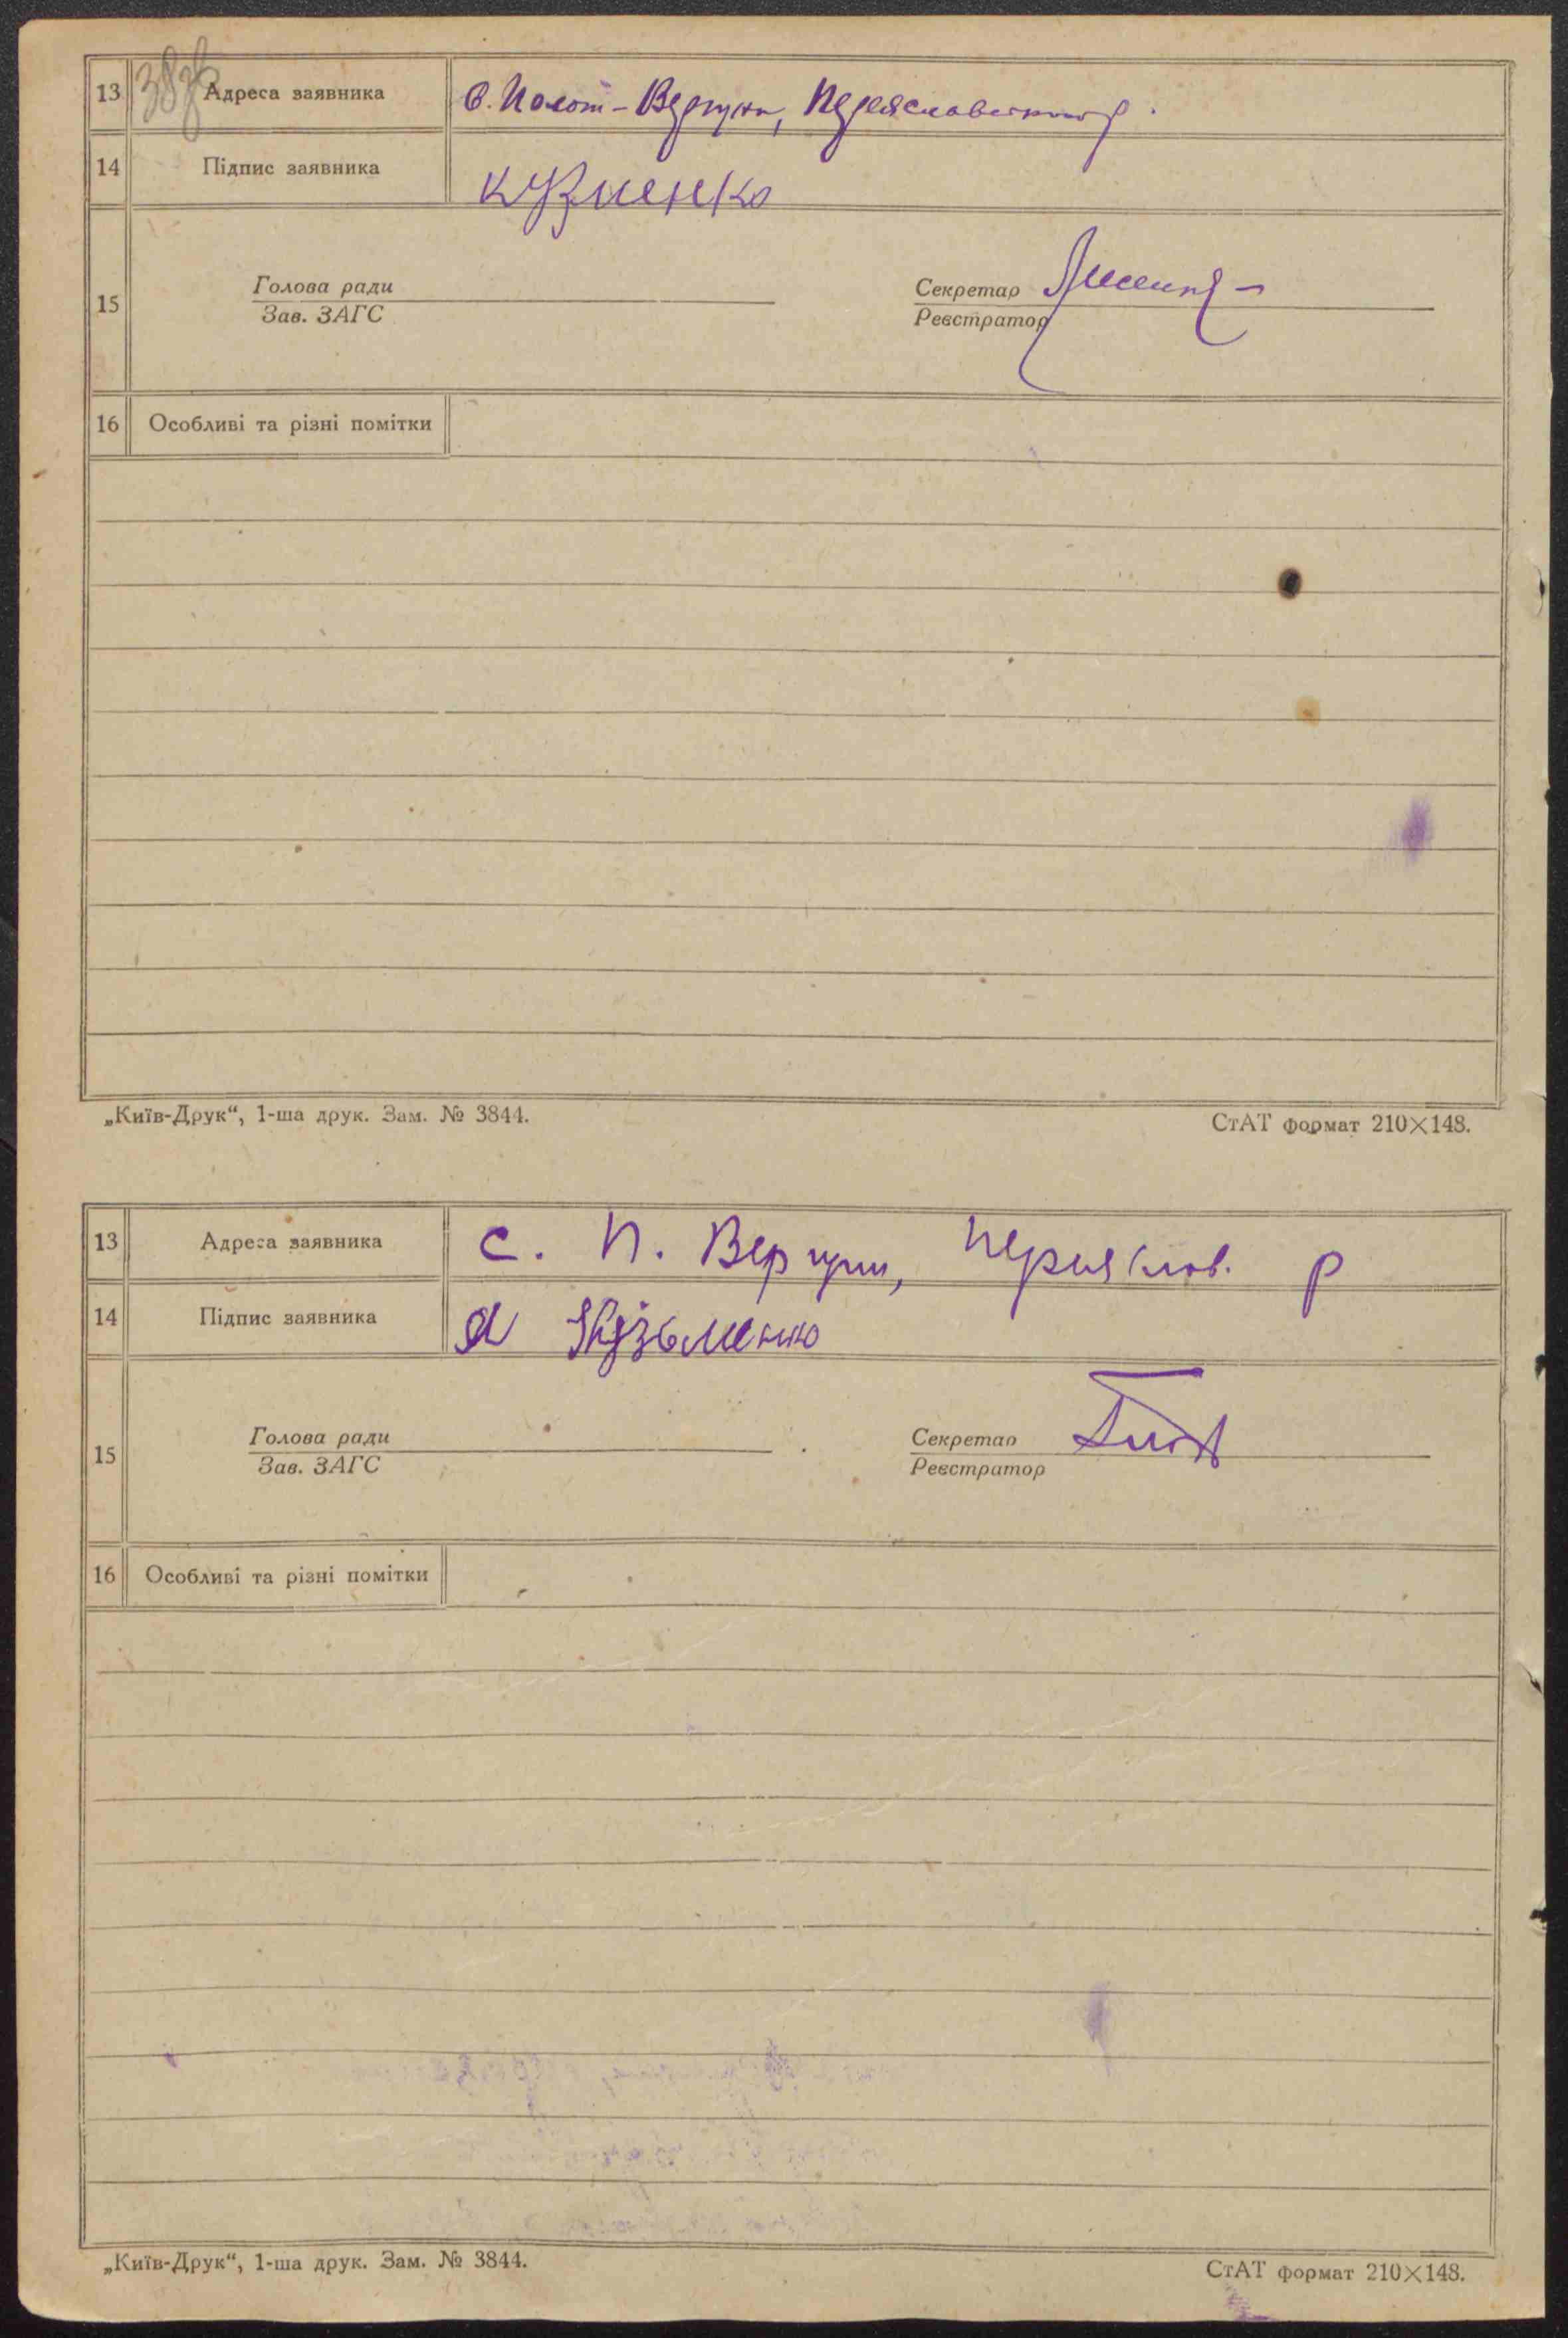 38зв
13 Адреса заявника с. Полот-Вергуни, Переяславського р.
14 Підпис заявника Кузменко
15 Голова ради Секретар
Зав. ЗАГС Реєстратор
16 Особливі та різні помітки
„Київ-Друк“, 1-ша друк. Зам. № 3844. СтАТ формат 210×148.
13 Адреса заявника с. П. Вергуни, Переяслов. р
14 Підпис заявника Кузьменко
15 Голова ради Секретар
Зав. ЗАГС Реєстратор
16 Особливі та різні помітки
„Київ-Друк“, 1-ша друк. Зам. № 3844. СтАТ формат 210×148.